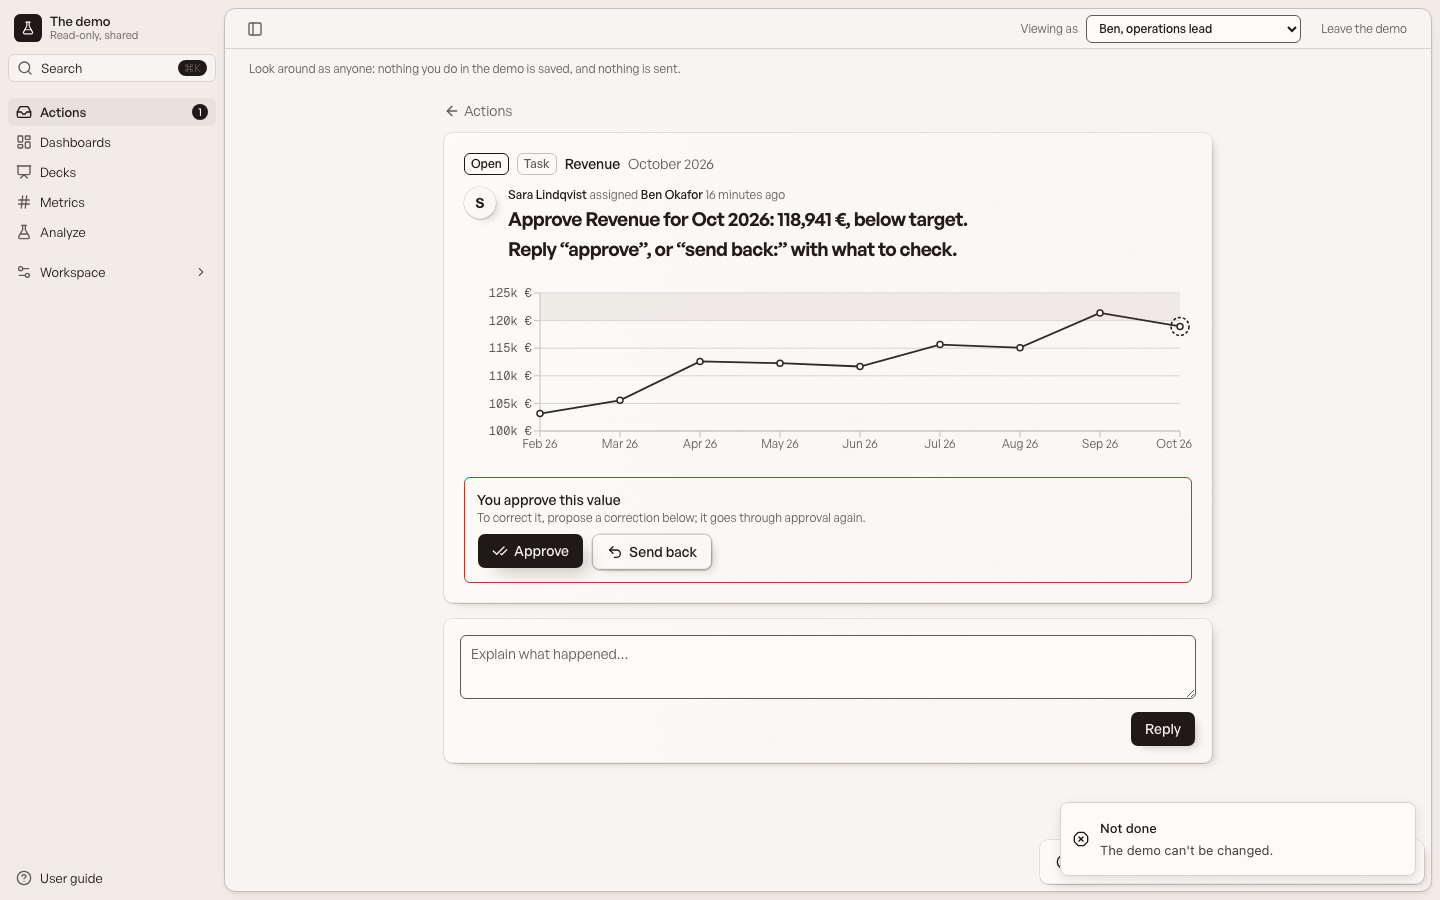 The demo
Read-only, shared
Search
⌘K
Actions
1
Dashboards
Decks
Metrics
Analyze
Workspace
User guide
Viewing as
Ben, operations lead
Leave the demo
Look around as anyone: nothing you do in the demo is saved, and nothing is sent.
Actions
Open Task Revenue October 2026
S
Sara Lindqvist assigned Ben Okafor 16 minutes ago
Approve Revenue for Oct 2026: 118,941 €, below target.
Reply “approve”, or “send back:” with what to check.
125k €
120k €
115k €
110k €
105k €
100k €
Feb 26 Mar 26 Apr 26 May 26 Jun 26 Jul 26 Aug 26 Sep 26 Oct 26
You approve this value
To correct it, propose a correction below; it goes through approval again.
Approve
Send back
Explain what happened...
Reply
Not done
The demo can't be changed.